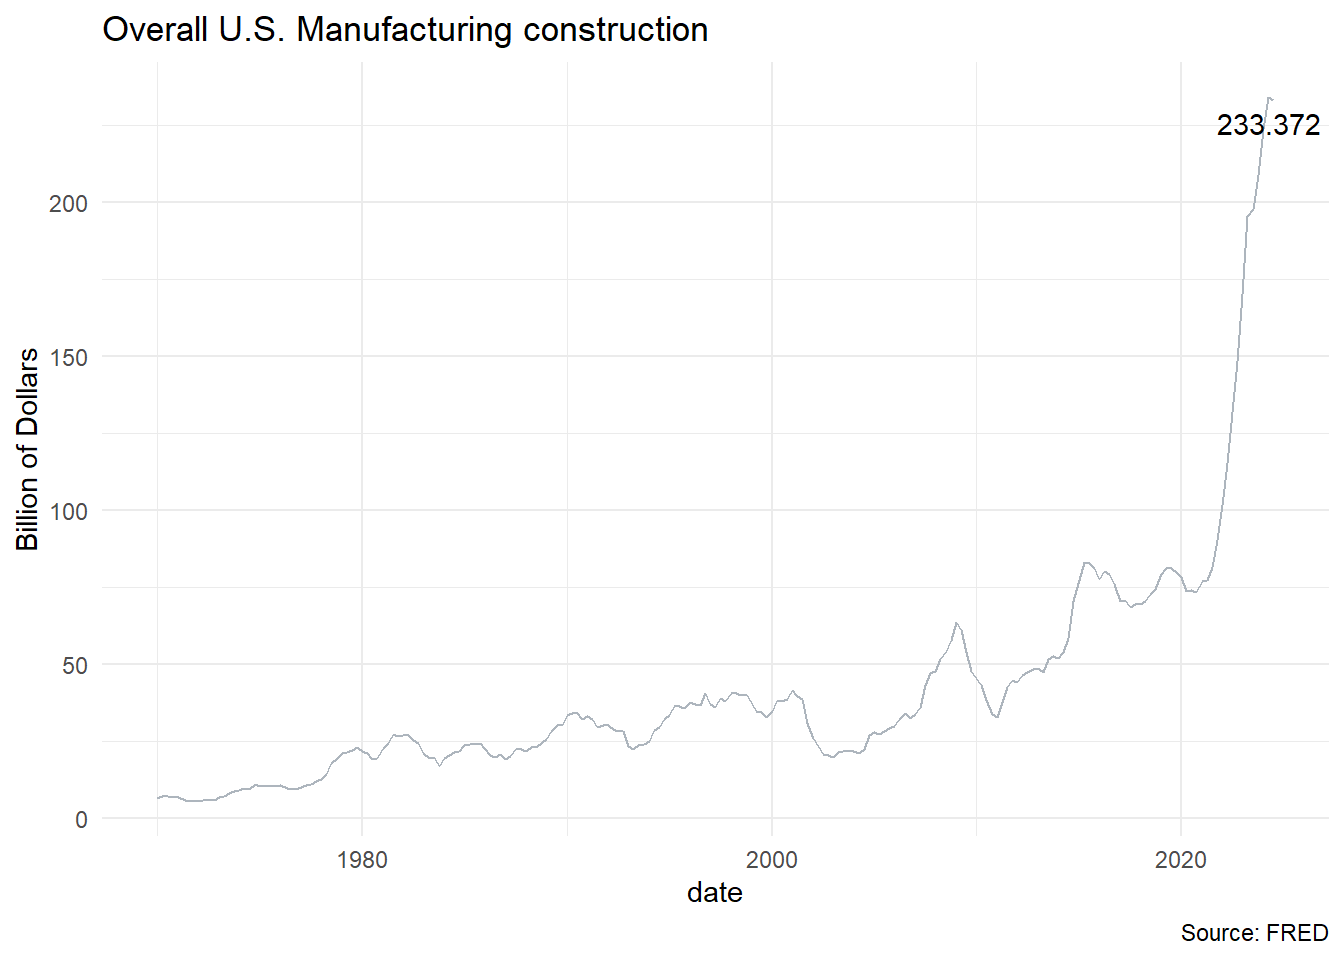 Overall U.S. Manufacturing construction
233.372
200
150
100
50
0
Billion of Dollars
1980 2000 2020
date
Source: FRED